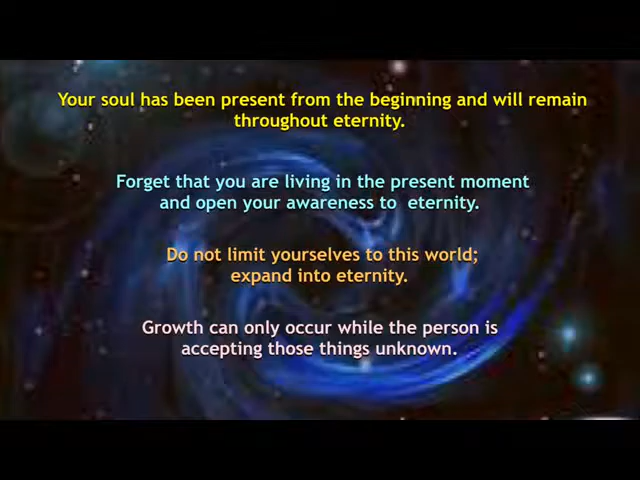 Your soul has been present from the beginning and will remain
throughout eternity.
Forget that you are living in the present moment
and open your awareness to  eternity.
Do not limit yourselves to this world;
expand into eternity.
Growth can only occur while the person is
accepting those things unknown.